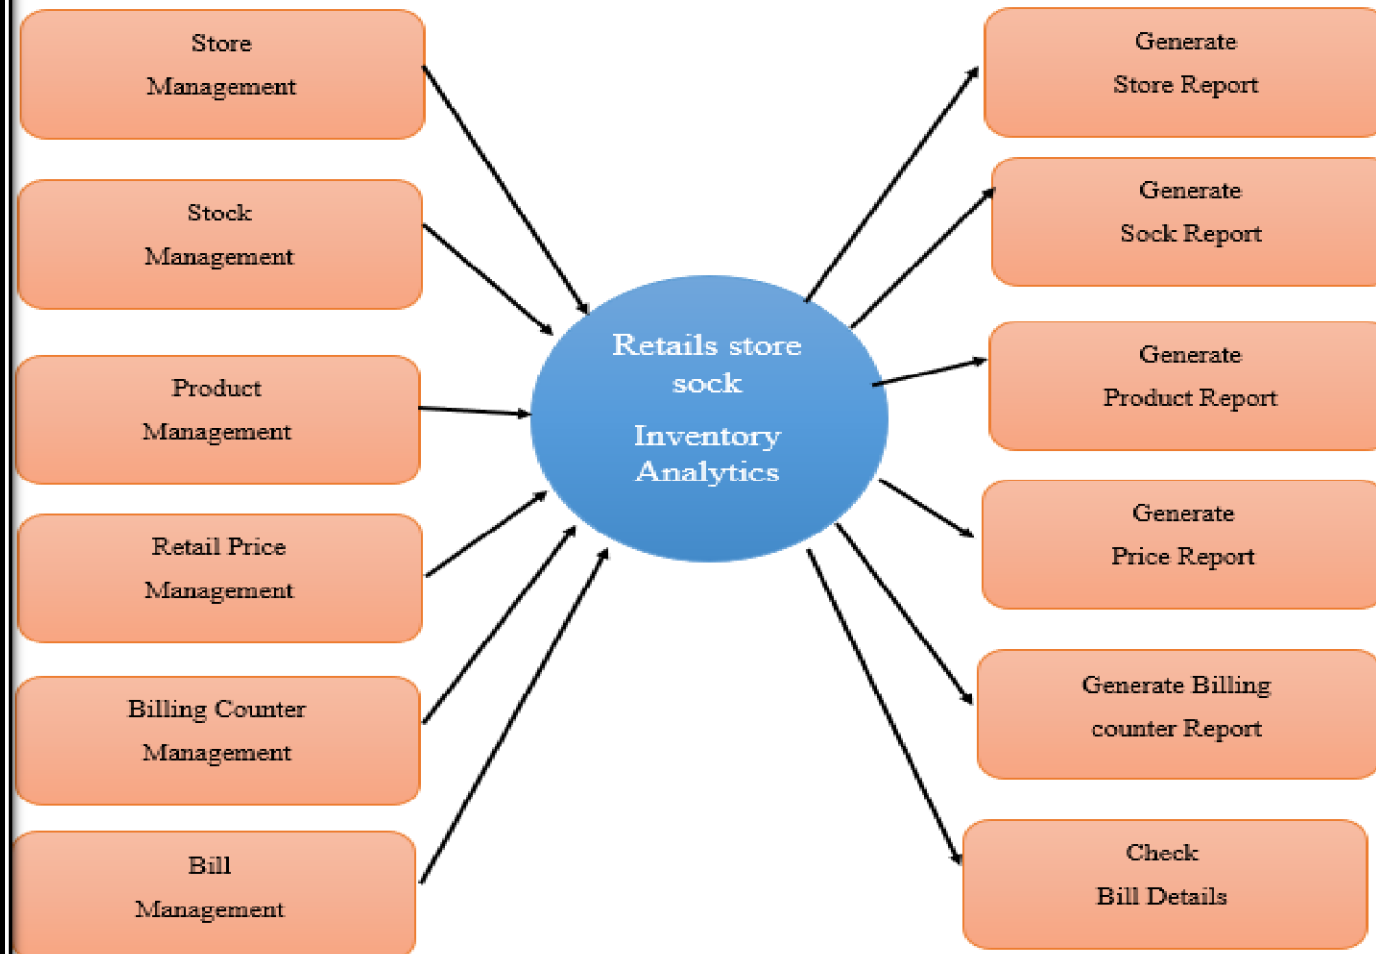 Store
Management
Stock
Management
Product
Management
Retail Price
Management
Billing Counter
Management
Bill
Management
Retails store
sock
Inventory
Analytics
Generate
Store Report
Generate
Sock Report
Generate
Product Report
Generate
Price Report
Generate Billing
counter Report
Check
Bill Details